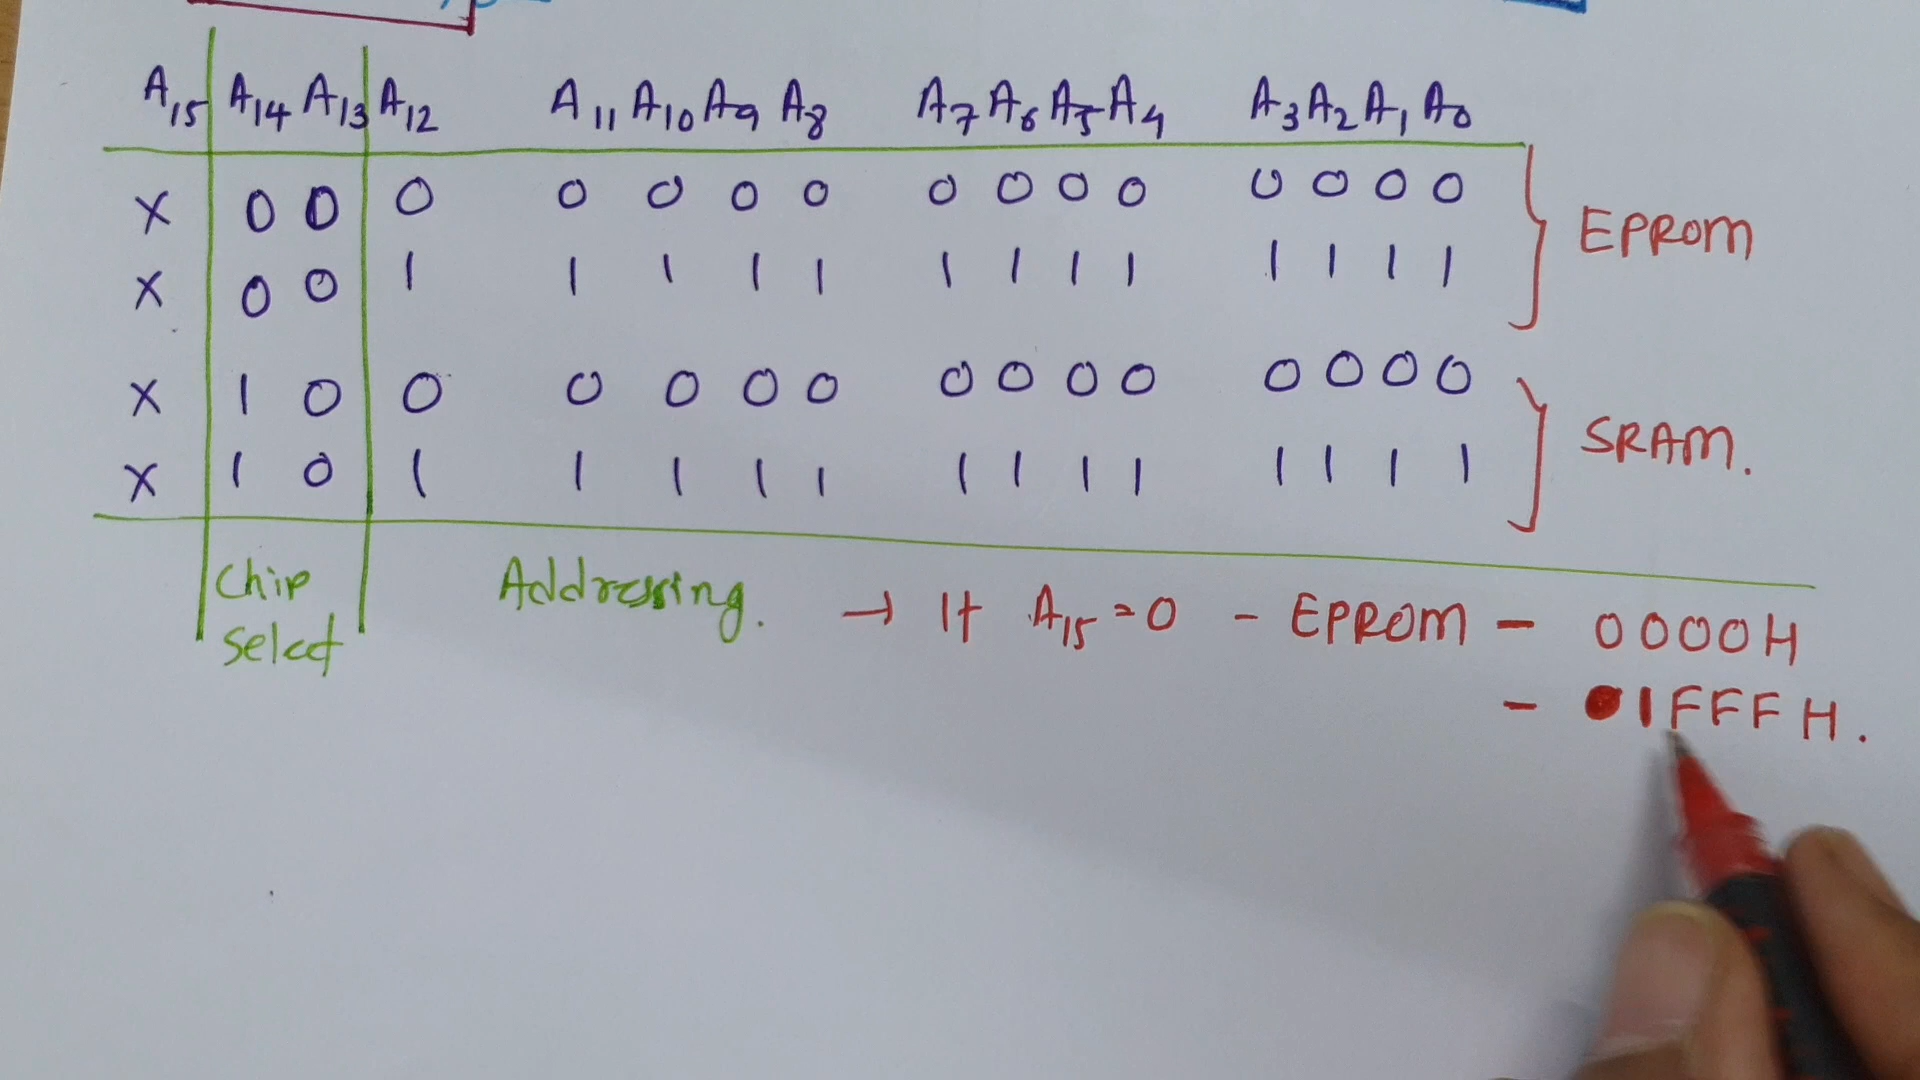 A15 A14 A13 A12 A11 A10 A9 A8 A7 A6 A5 A4 A3 A2 A1 A0
X 0 0 0 0 0 0 0 0 0 0 0 0 0 0 0
X 0 0 1 1 1 1 1 1 1 1 1 1 1 1 1
EPROM
X 1 0 0 0 0 0 0 0 0 0 0 0 0 0 0
X 1 0 1 1 1 1 1 1 1 1 1 1 1 1 1
SRAM.
Chip
Select
Addressing.
→ If A15 = 0 - EPROM - 0000H
- 01FFFH.